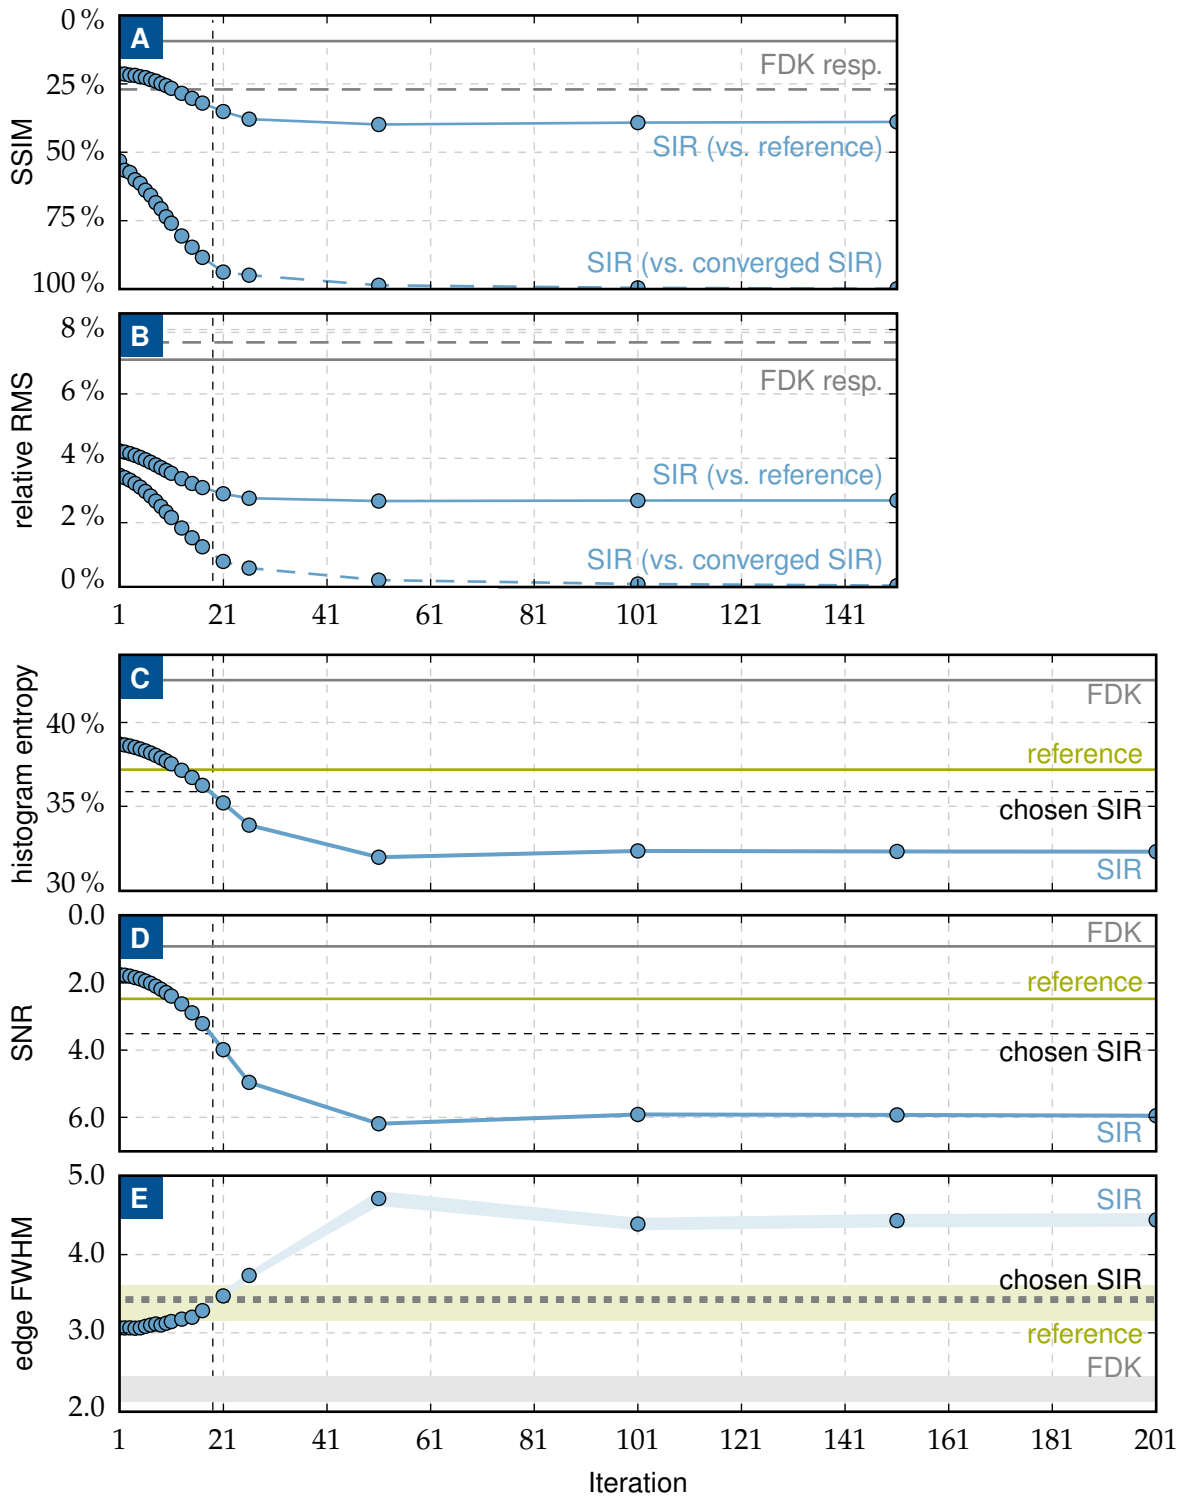 A
SSIM
0 %
25 %
50 %
75 %
100 %
FDK resp.
SIR (vs. reference)
SIR (vs. converged SIR)
B
relative RMS
8 %
6 %
4 %
2 %
0 %
FDK resp.
SIR (vs. reference)
SIR (vs. converged SIR)
1 21 41 61 81 101 121 141
C
histogram entropy
40 %
35 %
30 %
FDK
reference
chosen SIR
SIR
D
SNR
0.0
2.0
4.0
6.0
FDK
reference
chosen SIR
SIR
E
edge FWHM
5.0
4.0
3.0
2.0
SIR
chosen SIR
reference
FDK
1 21 41 61 81 101 121 141 161 181 201
Iteration